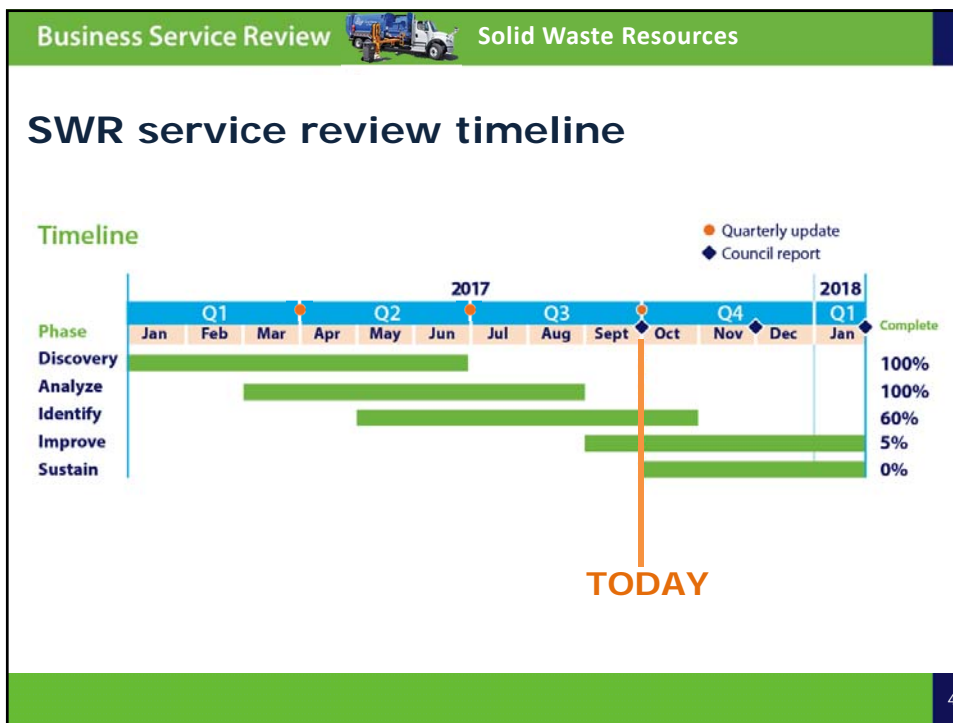 Business Service Review Solid Waste Resources
SWR service review timeline
Timeline
Quarterly update
Council report
2017 2018
Q1 Q2 Q3 Q4 Q1
Phase Jan Feb Mar Apr May Jun Jul Aug Sept Oct Nov Dec Jan Complete
Discovery 100%
Analyze 100%
Identify 60%
Improve 5%
Sustain 0%
TODAY
4